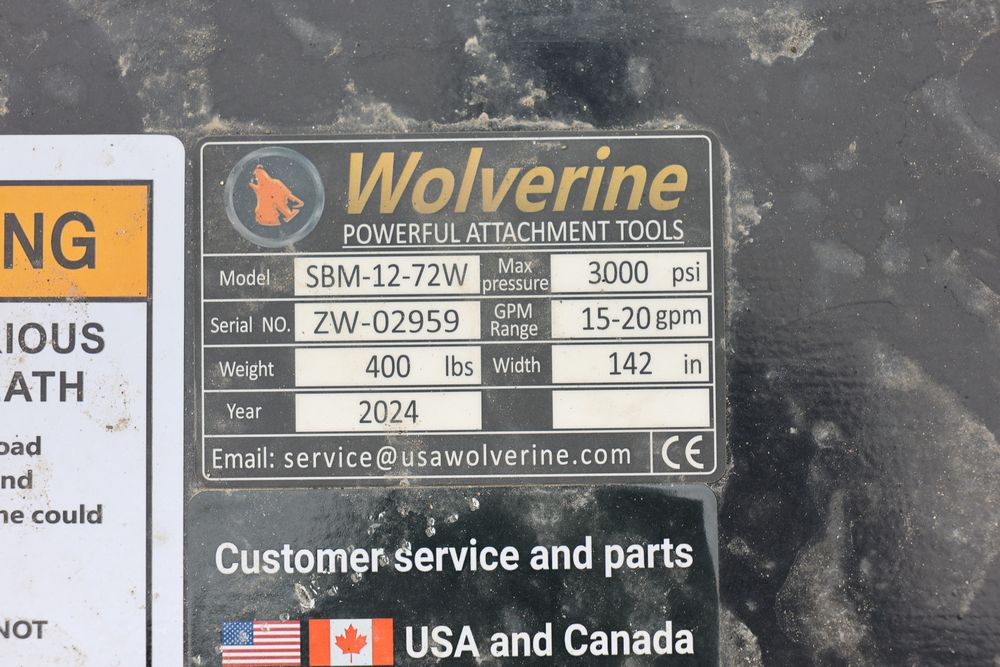 Wolverine
POWERFUL ATTACHMENT TOOLS
Model SBM-12-72W Max pressure 3000 psi
Serial NO. ZW-02959 GPM Range 15-20 gpm
Weight 400 lbs Width 142 in
Year 2024
Email: service@usawolverine.com CE
Customer service and parts
USA and Canada
NG
IOUS
ATH
oad
nd
ne could
NOT